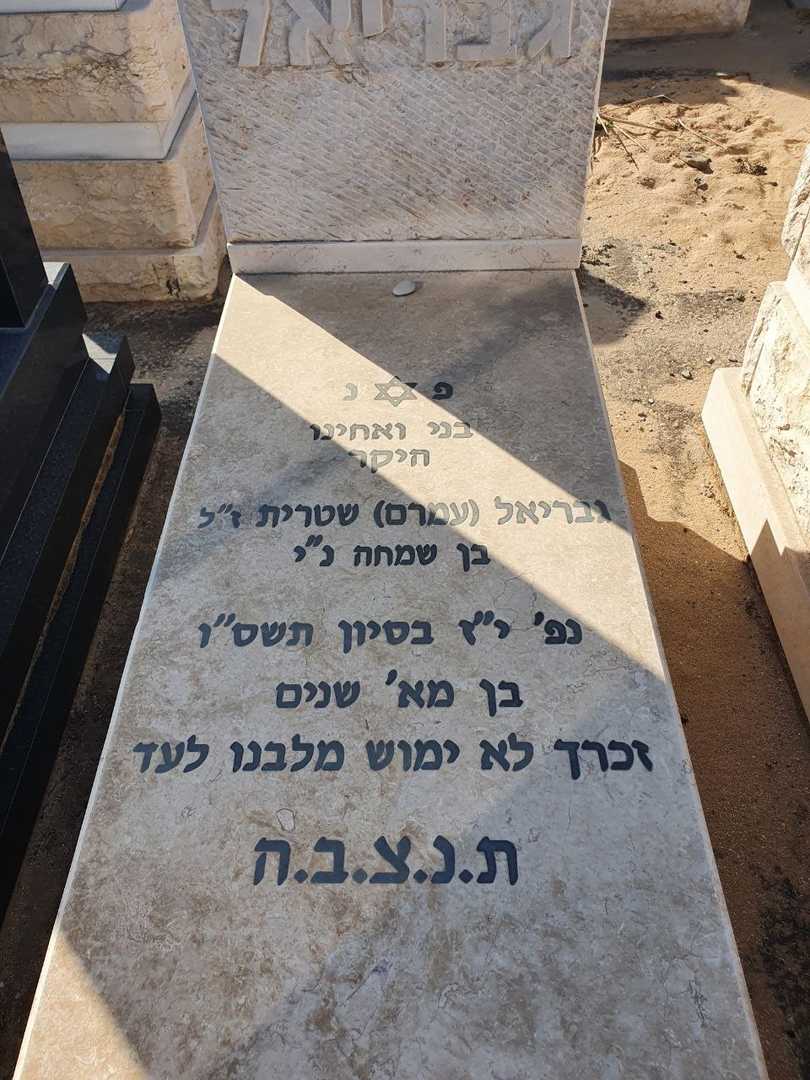 גבריאל
פ ✡ נ
בני ואחינו
היקר
גבריאל (עמרם) שטרית ז"ל
בן שמחה נ"י
נפ' י"ז בסיון תשס"ו
בן מא' שנים
זכרך לא ימוש מלבנו לעד
ת.נ.צ.ב.ה